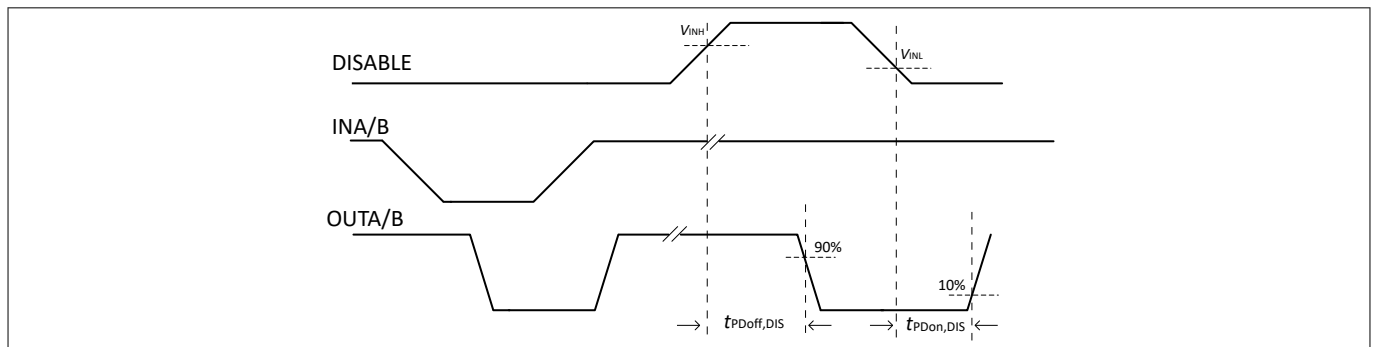 VINH
VINL
DISABLE
INA/B
OUTA/B
90%
10%
tPDoff,DIS
tPDon,DIS